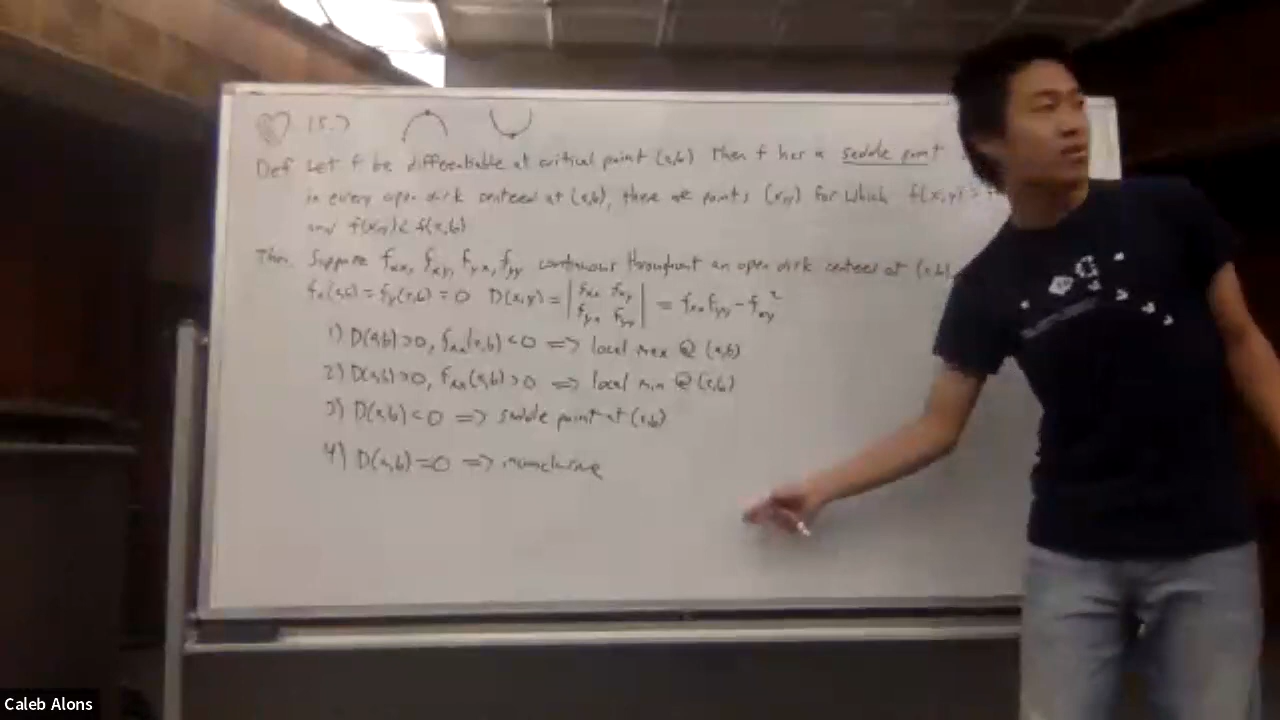 15.7
Def Let f be differentiable at critical point (a,b) Then f has a saddle point
in every open disk centered at (a,b), there are points (x,y) for which f(x,y) >
and f(x,y) < f(a,b)
Thm. Suppose fxx, fxy, fyx, fyy continuous throughout an open disk centered at (a,b)
fx(a,b) = fy(a,b) = 0 D(x,y) = | fxx fxy | = fxx fyy - fxy²
| fyx fyy |
1) D(a,b) > 0, fxx(a,b) < 0 => local max @ (a,b)
2) D(a,b) > 0, fxx(a,b) > 0 => local min @ (a,b)
3) D(a,b) < 0 => saddle point at (a,b)
4) D(a,b) = 0 => inconclusive
Caleb Alons